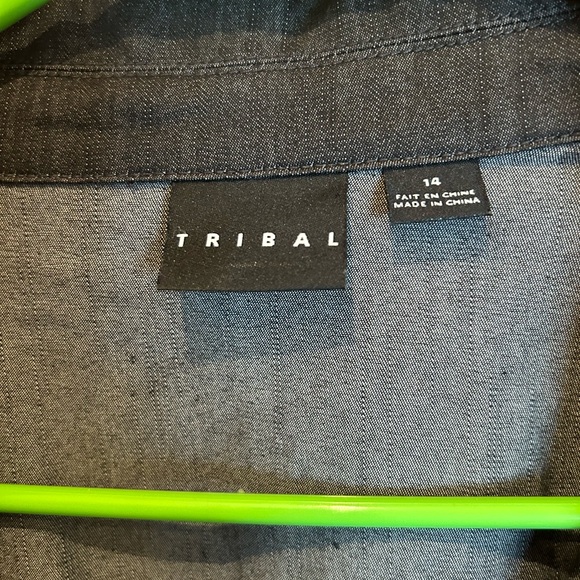 TRIBAL
14
FAIT EN CHINE
MADE IN CHINA